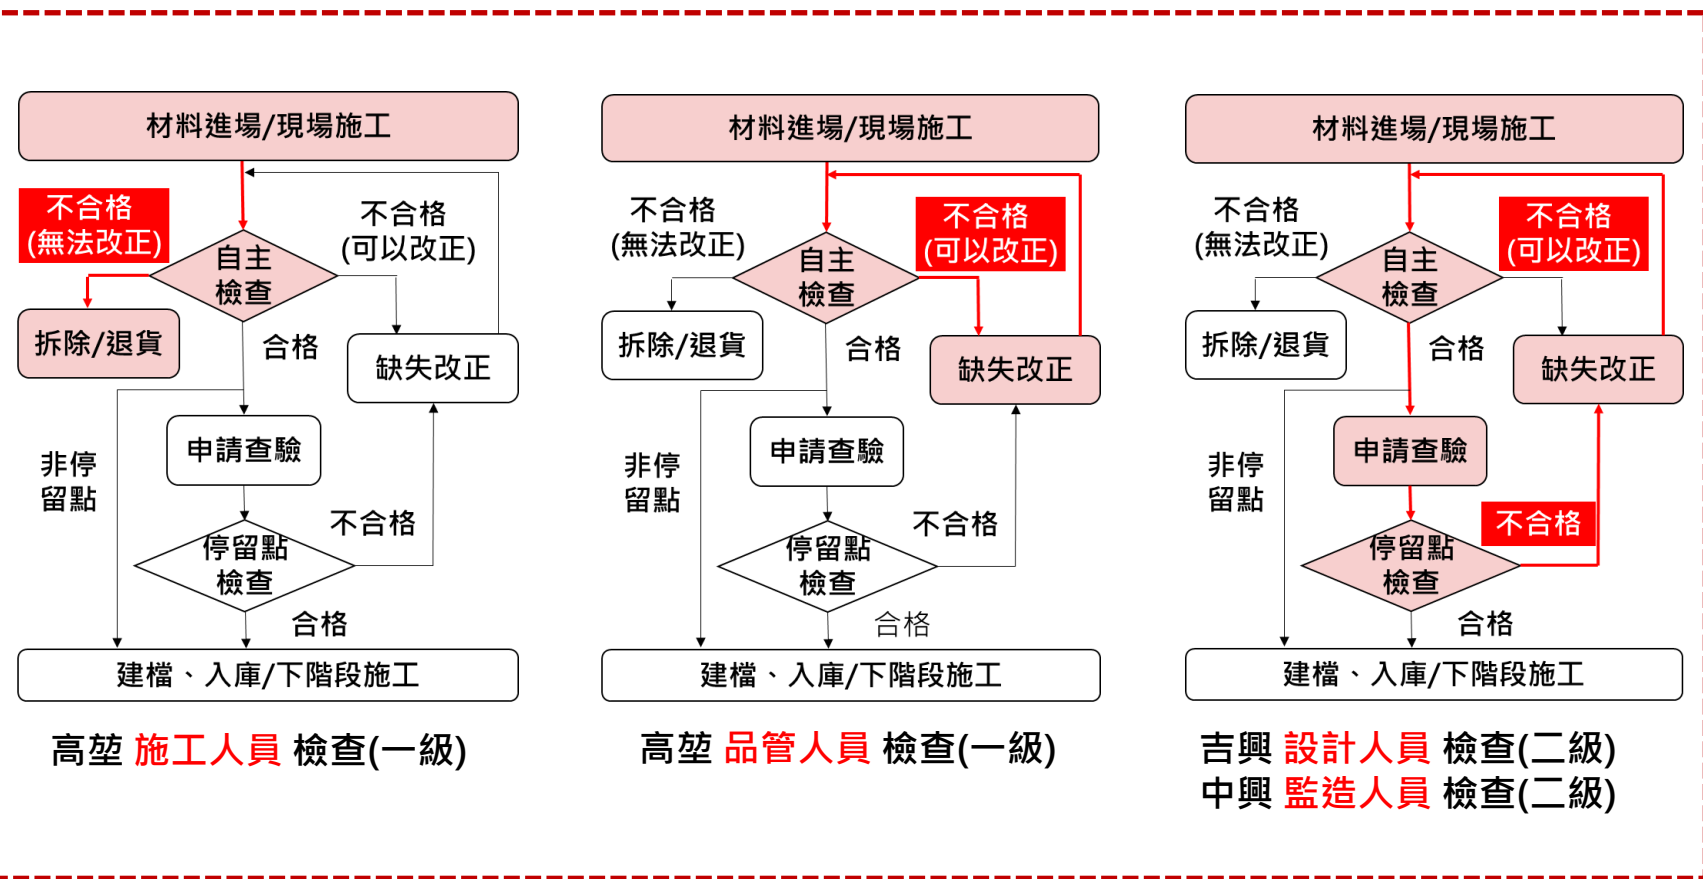 材料進場/現場施工
不合格
(無法改正)
不合格
(可以改正)
自主
檢查
拆除/退貨
合格
缺失改正
申請查驗
非停
留點
不合格
停留點
檢查
合格
建檔、入庫/下階段施工
高堃 施工人員 檢查(一級)
材料進場/現場施工
不合格
(無法改正)
不合格
(可以改正)
自主
檢查
拆除/退貨
合格
缺失改正
申請查驗
非停
留點
不合格
停留點
檢查
合格
建檔、入庫/下階段施工
高堃 品管人員 檢查(一級)
材料進場/現場施工
不合格
(無法改正)
不合格
(可以改正)
自主
檢查
拆除/退貨
合格
缺失改正
申請查驗
非停
留點
不合格
停留點
檢查
合格
建檔、入庫/下階段施工
吉興 設計人員 檢查(二級)
中興 監造人員 檢查(二級)